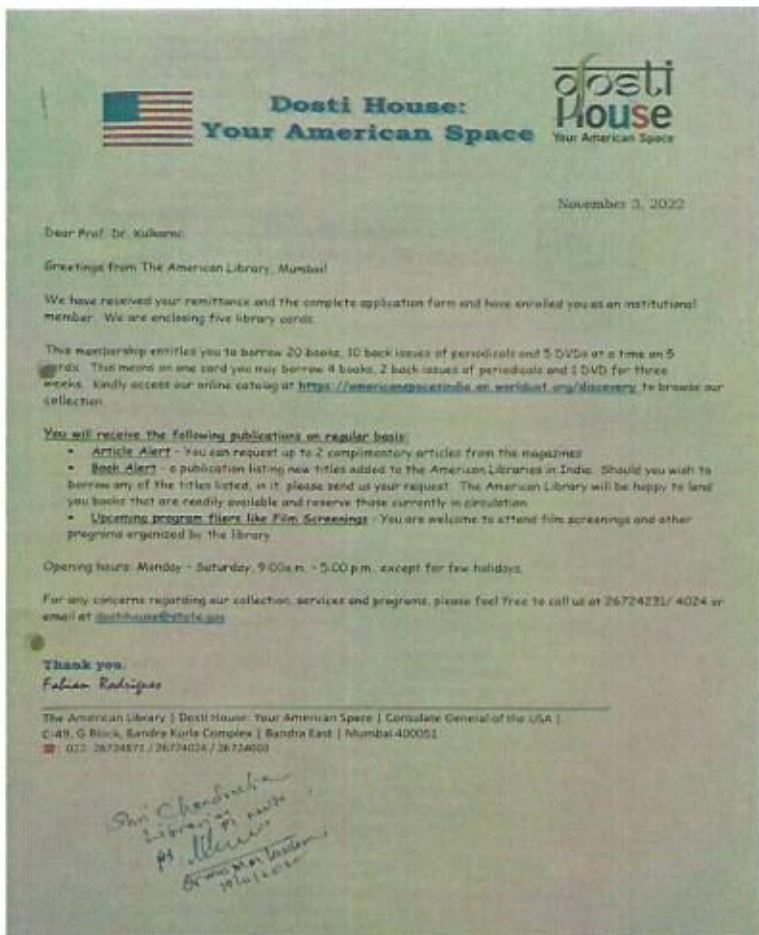 Dosti House:
Your American Space
dosti
House
Your American Space
November 3, 2022
Dear Prof. Dr. Kulkarni:
Greetings from The American Library, Mumbai!
We have received your remittance and the complete application form and have enrolled you as an institutional
member. We are enclosing five library cards.
This membership entitles you to borrow 20 books, 10 back issues of periodicals and 5 DVDs at a time on 5
cards. This means on one card you may borrow 4 books, 2 back issues of periodicals and 1 DVD for three
weeks. Kindly access our online catalog at https://americanspacesindia.on.worldcat.org/discovery to browse our
collection.
You will receive the following publications on regular basis:
• Article Alert - You can request up to 2 complimentary articles from the magazines
• Book Alert - a publication listing new titles added to the American Libraries in India. Should you wish to
borrow any of the titles listed, in it, please send us your request. The American Library will be happy to lend
you books that are readily available and reserve those currently in circulation.
• Upcoming program fliers like Film Screenings - You are welcome to attend film screenings and other
programs organized by the library
Opening hours: Monday - Saturday, 9:00a.m. - 5:00 p.m., except for few holidays.
For any concerns regarding our collection, services and programs, please feel free to call us at 26724231/ 4024 or
email at dostihouse@state.gov
Thank you.
Fabian Rodrigues
The American Library | Dosti House: Your American Space | Consulate General of the USA |
C-49, G Block, Bandra Kurla Complex | Bandra East | Mumbai 400051
022- 26724871 / 26724024 / 26724000
Shri
Librarian